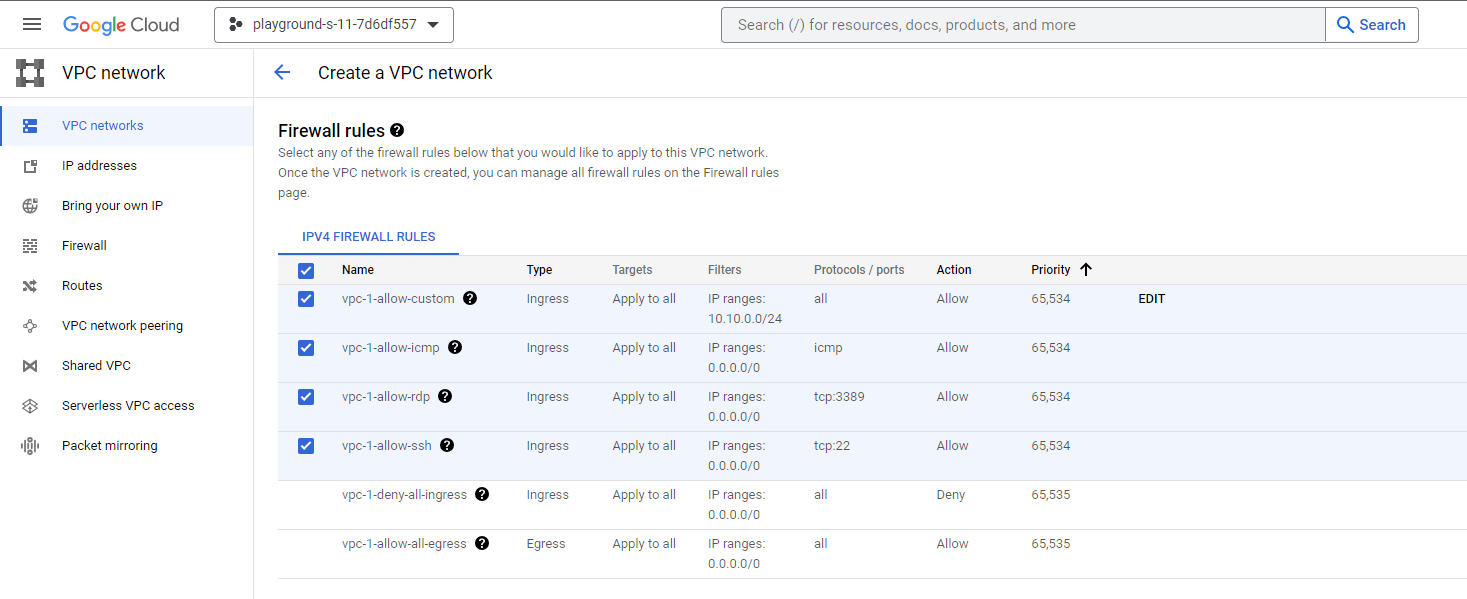 Google Cloud
playground-s-11-7d6df557
Search (/) for resources, docs, products, and more
Search
VPC network
Create a VPC network
VPC networks
IP addresses
Bring your own IP
Firewall
Routes
VPC network peering
Shared VPC
Serverless VPC access
Packet mirroring
Firewall rules ?
Select any of the firewall rules below that you would like to apply to this VPC network.
Once the VPC network is created, you can manage all firewall rules on the Firewall rules
page.
IPV4 FIREWALL RULES
Name Type Targets Filters Protocols / ports Action Priority
vpc-1-allow-custom ? Ingress Apply to all IP ranges: all Allow 65,534 EDIT
10.10.0.0/24
vpc-1-allow-icmp ? Ingress Apply to all IP ranges: icmp Allow 65,534
0.0.0.0/0
vpc-1-allow-rdp ? Ingress Apply to all IP ranges: tcp:3389 Allow 65,534
0.0.0.0/0
vpc-1-allow-ssh ? Ingress Apply to all IP ranges: tcp:22 Allow 65,534
0.0.0.0/0
vpc-1-deny-all-ingress ? Ingress Apply to all IP ranges: all Deny 65,535
0.0.0.0/0
vpc-1-allow-all-egress ? Egress Apply to all IP ranges: all Allow 65,535
0.0.0.0/0